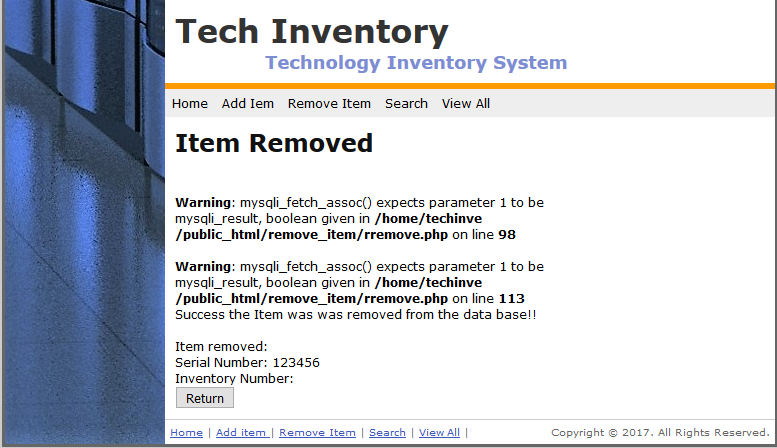 Tech Inventory
Technology Inventory System
Home Add Iem Remove Item Search View All
Item Removed
Warning: mysqli_fetch_assoc() expects parameter 1 to be
mysqli_result, boolean given in /home/techinve
/public_html/remove_item/rremove.php on line 98
Warning: mysqli_fetch_assoc() expects parameter 1 to be
mysqli_result, boolean given in /home/techinve
/public_html/remove_item/rremove.php on line 113
Success the Item was was removed from the data base!!
Item removed:
Serial Number: 123456
Inventory Number:
Return
Home | Add item | Remove Item | Search | View All | Copyright © 2017. All Rights Reserved.